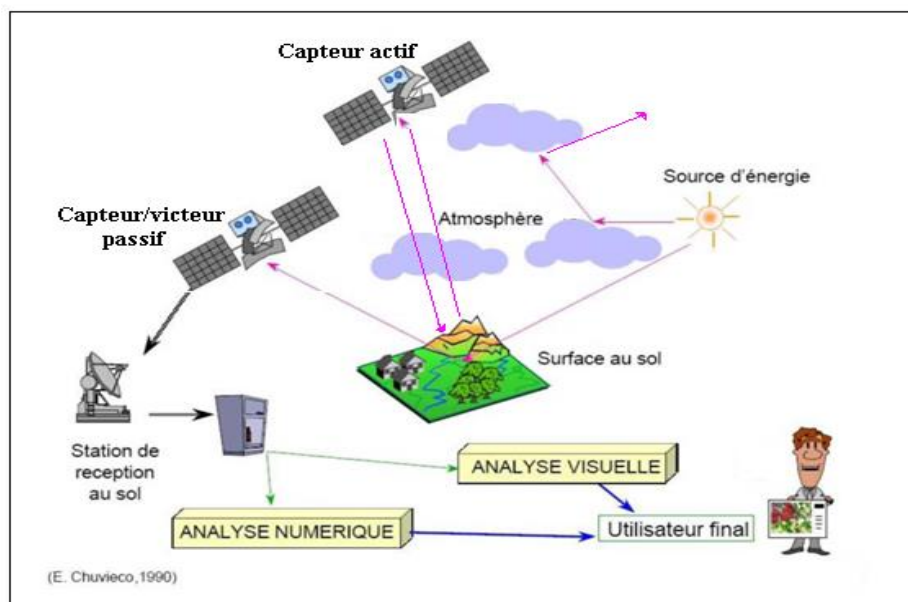 Capteur actif
Source d'énergie
Capteur/victeur
passif
Atmosphère
Surface au sol
Station de
reception
au sol
ANALYSE VISUELLE
ANALYSE NUMERIQUE
Utilisateur final
(E. Chuvieco,1990)